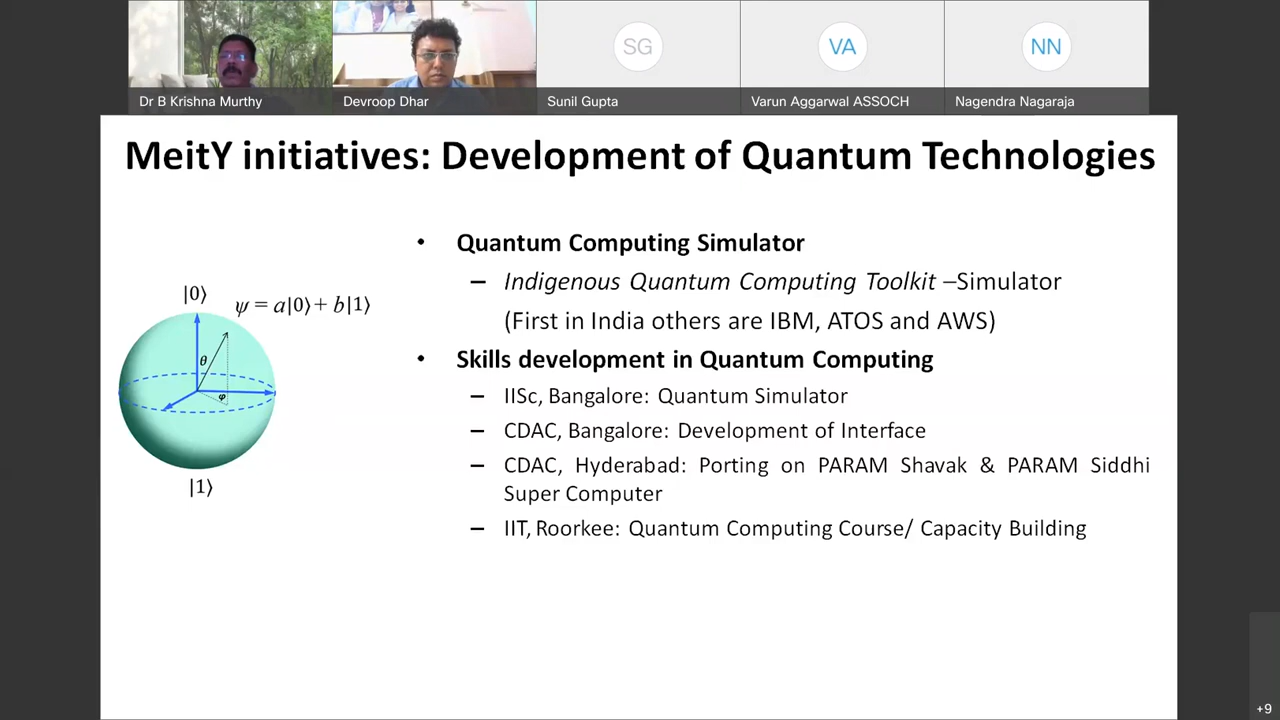 SG
VA
NN
Dr B Krishna Murthy
Devroop Dhar
Sunil Gupta
Varun Aggarwal ASSOCH
Nagendra Nagaraja
MeitY initiatives: Development of Quantum Technologies
• Quantum Computing Simulator
– Indigenous Quantum Computing Toolkit –Simulator
(First in India others are IBM, ATOS and AWS)
• Skills development in Quantum Computing
– IISc, Bangalore: Quantum Simulator
– CDAC, Bangalore: Development of Interface
– CDAC, Hyderabad: Porting on PARAM Shavak & PARAM Siddhi
Super Computer
– IIT, Roorkee: Quantum Computing Course/ Capacity Building
|0⟩
ψ = a|0⟩ + b|1⟩
θ
φ
|1⟩
+9